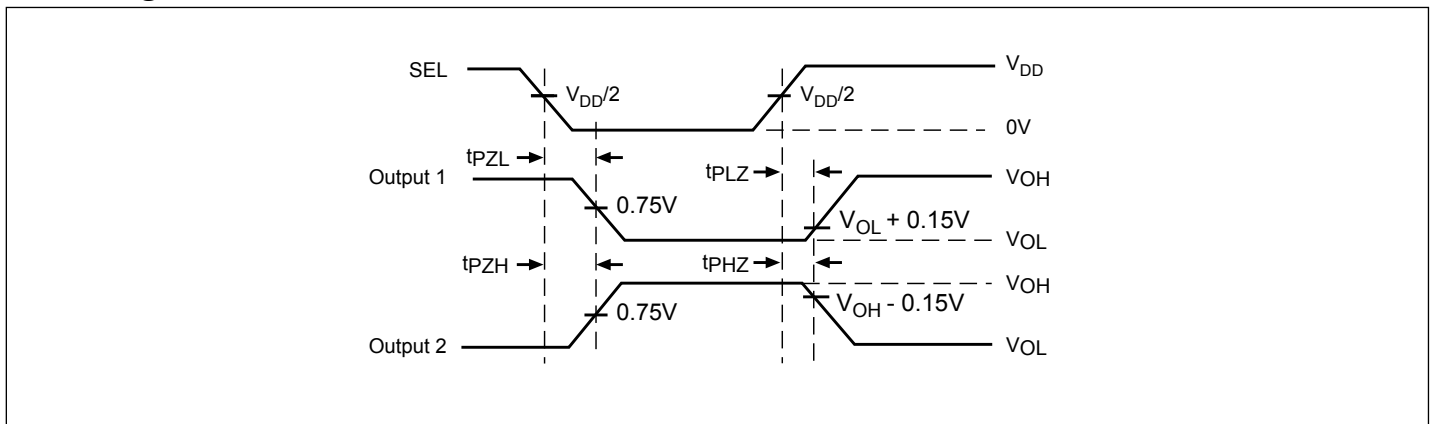 SEL
VDD/2
VDD/2
VDD
0V
tPZL
tPLZ
Output 1
VOH
0.75V
VOL + 0.15V
VOL
tPZH
tPHZ
VOH
0.75V
VOH - 0.15V
Output 2
VOL